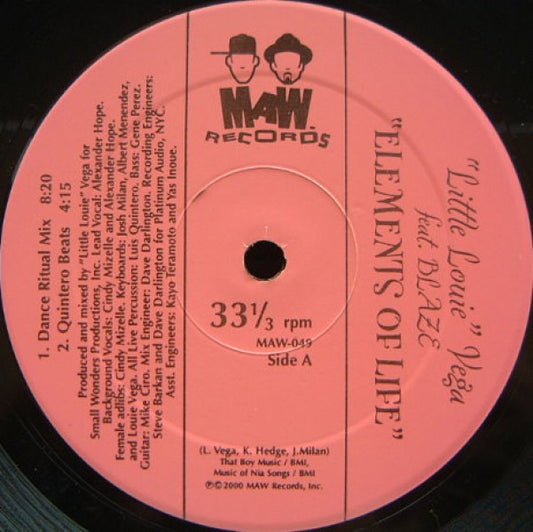 MAW.
RECORDS
"Little Louie" Vega
feat BLAZE
"ELEMENTS OF LIFE"
1. Dance Ritual Mix 8:20
2. Quintero Beats 4:15
Produced and mixed by "Little Louie" Vega for
Small Wonders Productions, Inc. Lead Vocal: Alexander Hope.
Background Vocals: Cindy Mizelle and Alexander Hope.
Female adlibs: Cindy Mizelle. Keyboards: Josh Milan, Albert Menendez,
and Louie Vega. All Live Percussion: Luis Quintero. Bass: Gene Perez.
Guitar: Mike Ciro. Mix Engineer: Dave Darlington. Recording Engineers:
Steve Barkan and Dave Darlington for Platinum Audio, NYC.
Asst. Engineers: Kayo Teramoto and Yas Inoue.
33⅓ rpm
MAW-049
Side A
(L. Vega, K. Hedge, J.Milan)
That Boy Music / BMI,
Music of Nia Songs / BMI
℗© 2000 MAW Records, Inc.